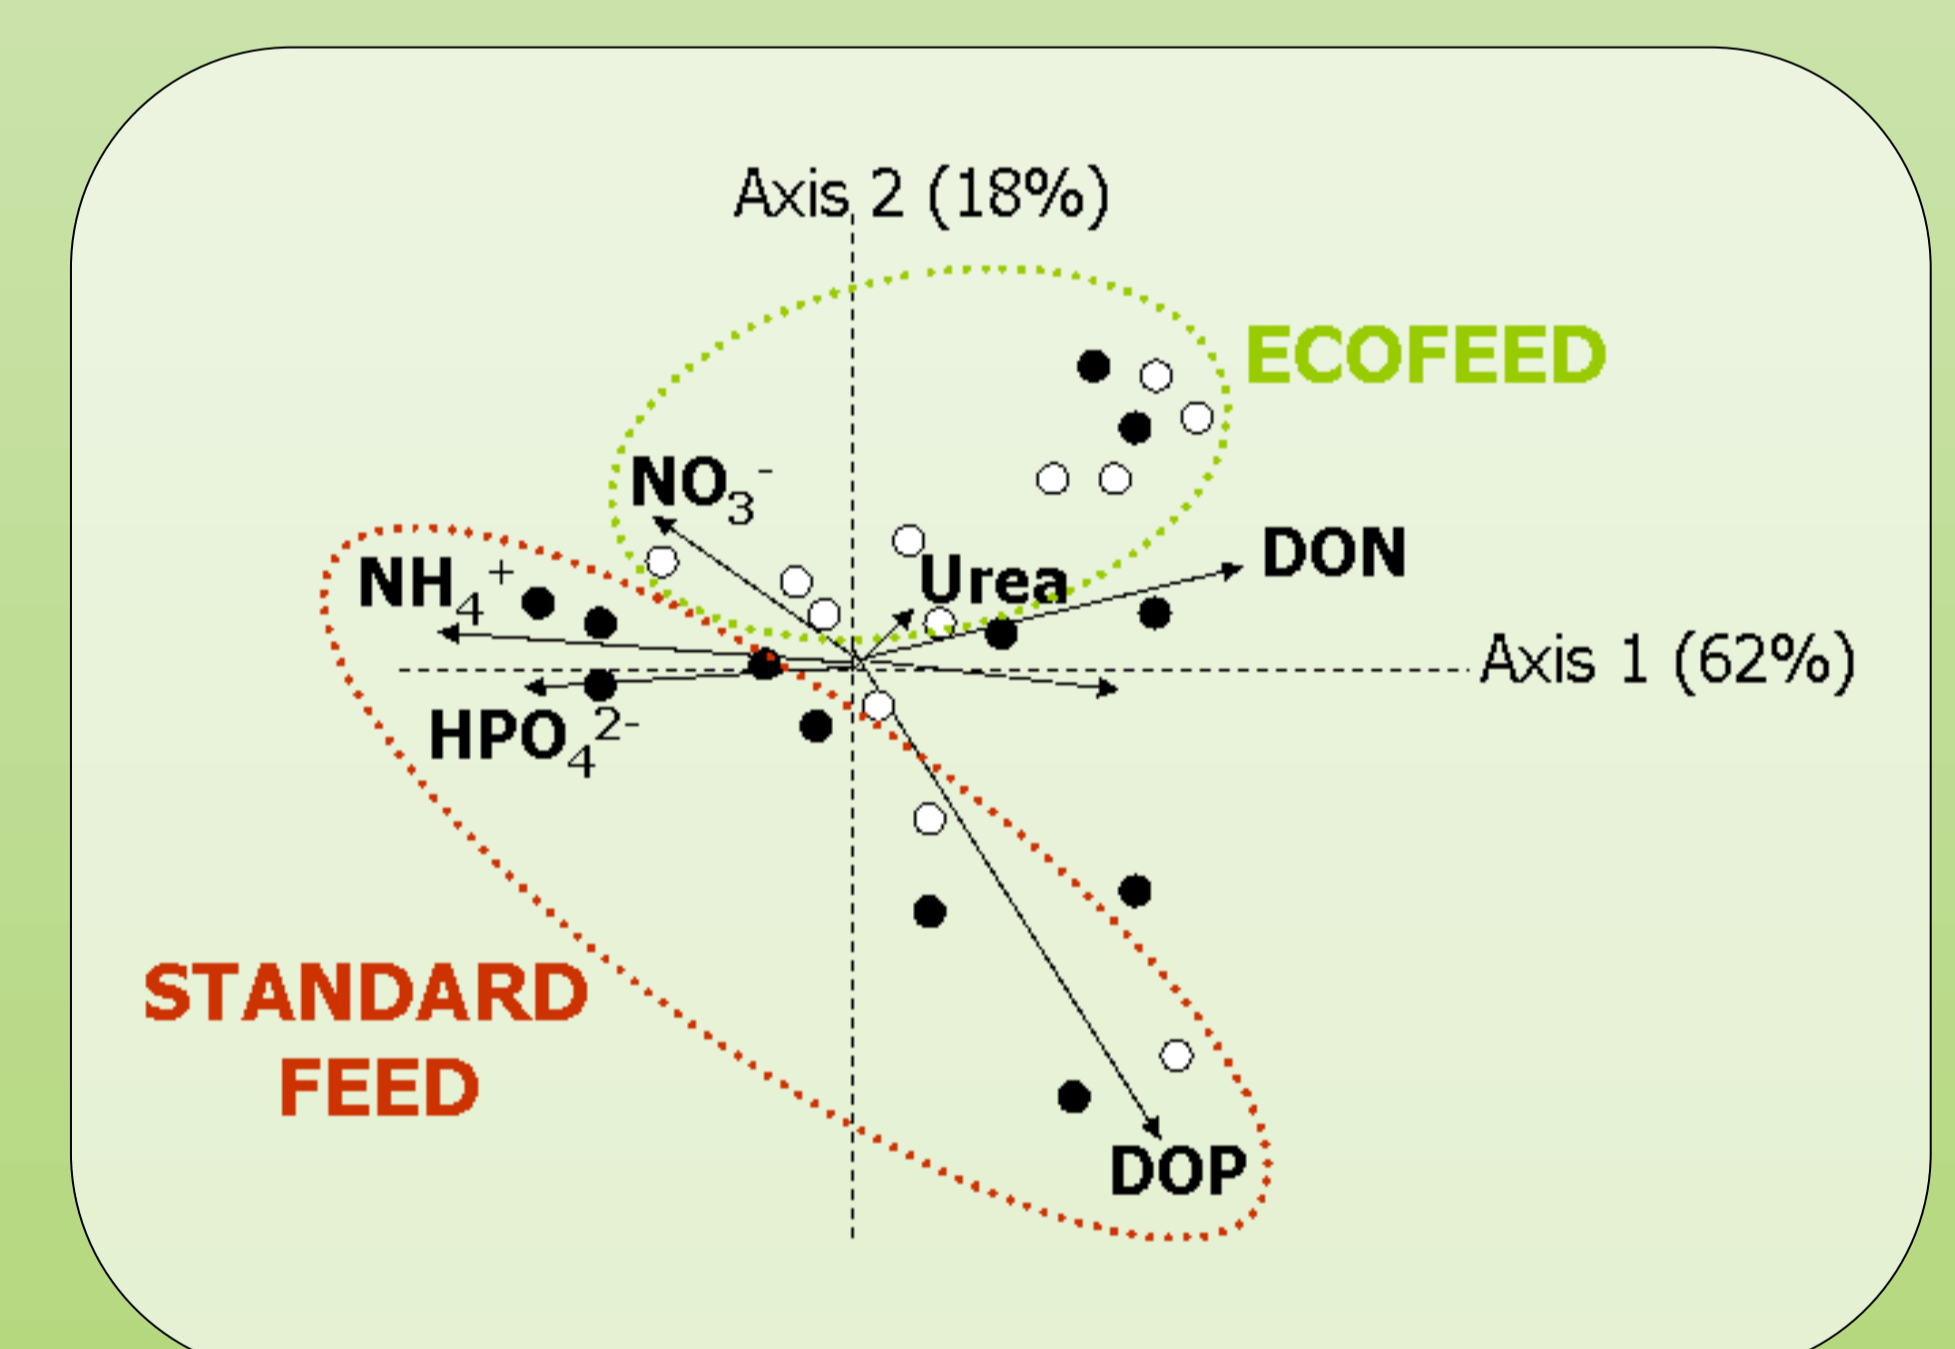 Axis 2 (18%)
ECOFEED
NO₃⁻
DON
NH₄⁺
Urea
Axis 1 (62%)
HPO₄²⁻
STANDARD
FEED
DOP